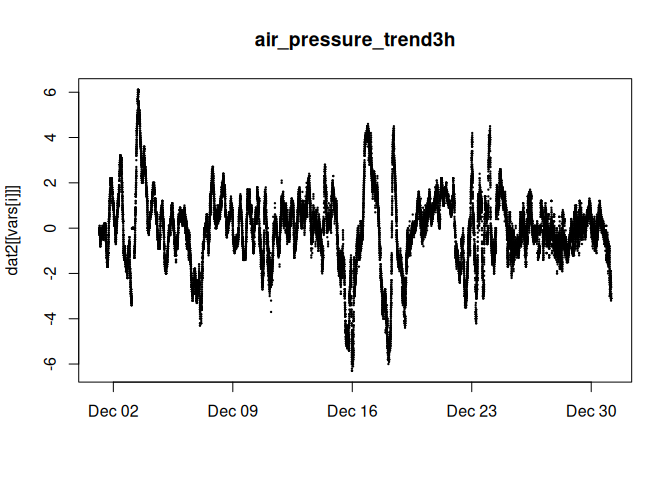 air_pressure_trend3h
dat2[[vars[i]]]
6
4
2
0
-2
-4
-6
Dec 02
Dec 09
Dec 16
Dec 23
Dec 30